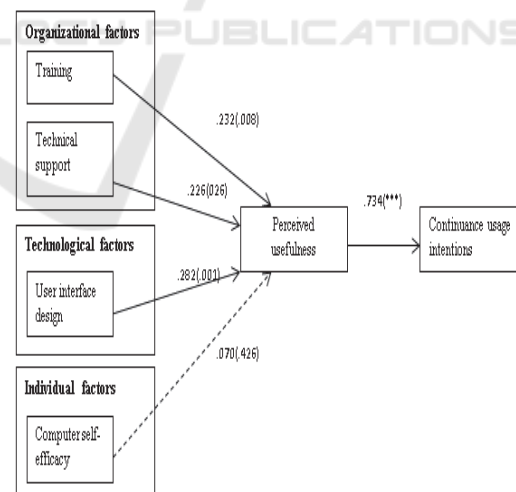 LOGY PUBLICATIONS
Organizational factors
Training
.232(.008)
Technical
support
.226(026)
.734(***)
Perceived
usefulness
Continuance usage
intentions
Technological factors
User interface
design
.282(.001)
.070(.426)
Individual factors
Computer self-
efficacy